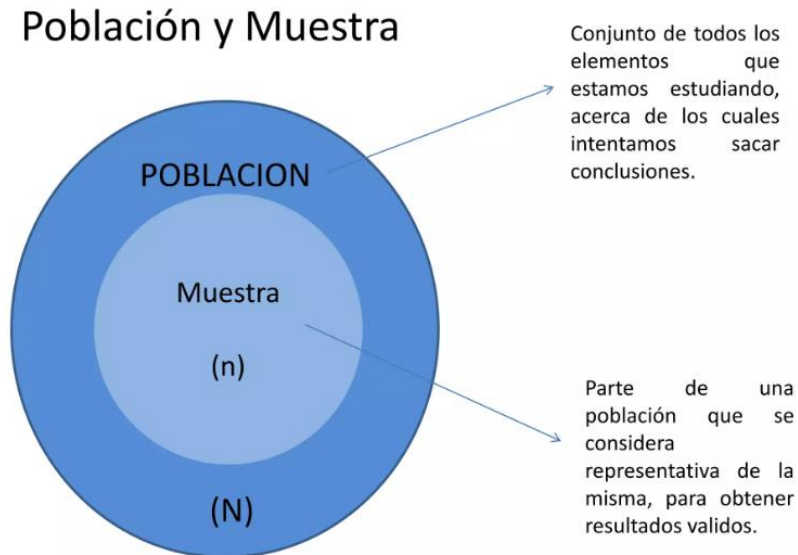 Población y Muestra
Conjunto de todos los
elementos que
estamos estudiando,
acerca de los cuales
intentamos sacar
conclusiones.
POBLACION
Muestra
(n)
(N)
Parte de una
población que se
considera
representativa de la
misma, para obtener
resultados validos.